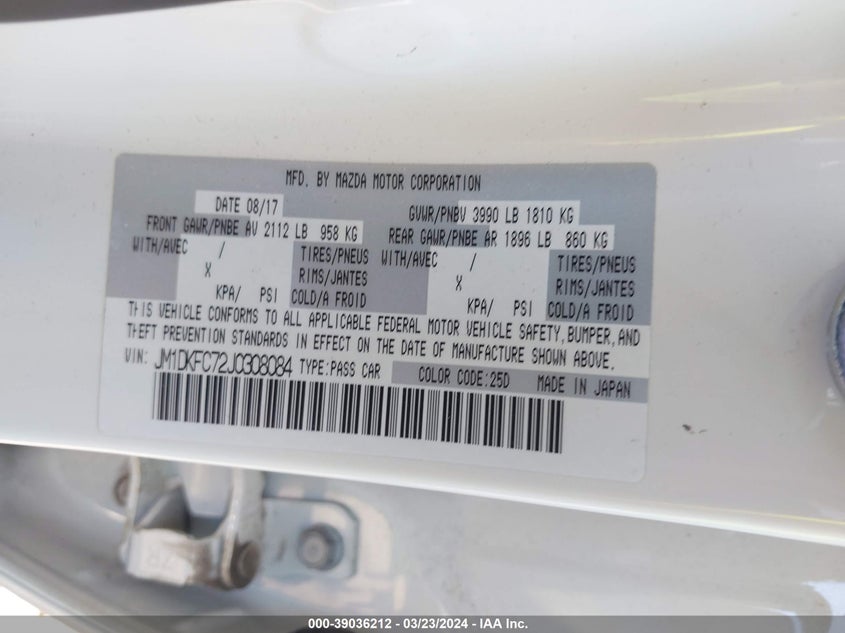 MFD. BY MAZDA MOTOR CORPORATION
DATE 08/17 GVWR/PNBV 3990 LB 1810 KG
FRONT GAWR/PNBE AV 2112 LB 958 KG REAR GAWR/PNBE AR 1896 LB 860 KG
WITH/AVEC / TIRES/PNEUS WITH/AVEC / TIRES/PNEUS
X RIMS/JANTES X RIMS/JANTES
KPA/ PSI COLD/A FROID KPA/ PSI COLD/A FROID
THIS VEHICLE CONFORMS TO ALL APPLICABLE FEDERAL MOTOR VEHICLE SAFETY, BUMPER, AND
THEFT PREVENTION STANDARDS IN EFFECT ON THE DATE OF MANUFACTURE SHOWN ABOVE.
VIN: JM1DKFC72J0308084 TYPE:PASS CAR COLOR CODE:25D MADE IN JAPAN
ZR
000-39036212 - 03/23/2024 - IAA Inc.